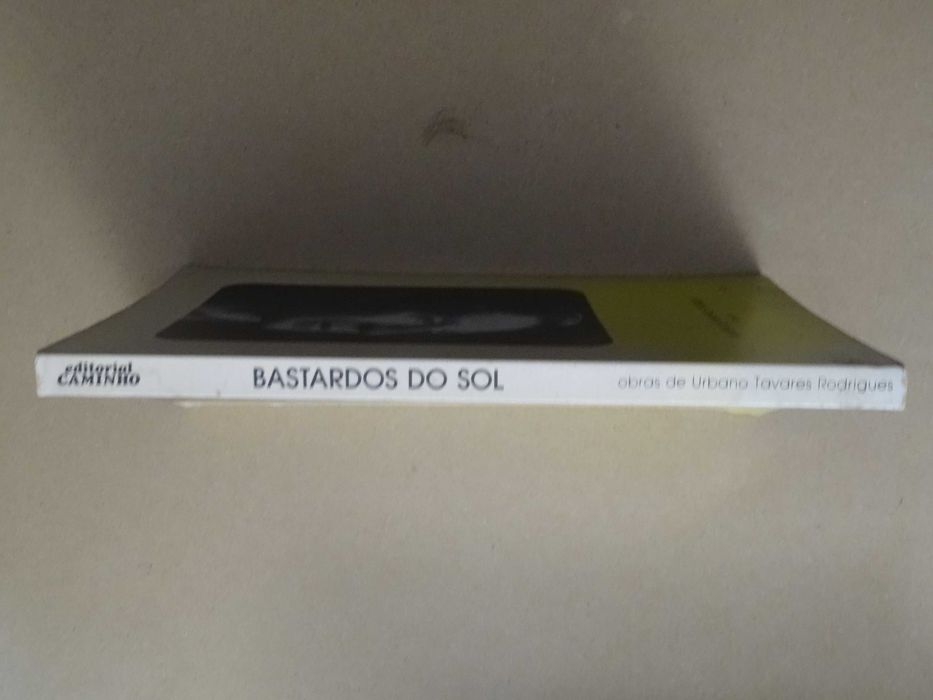 editorial
CAMINHO
BASTARDOS DO SOL
obras de Urbano Tavares Rodrigues